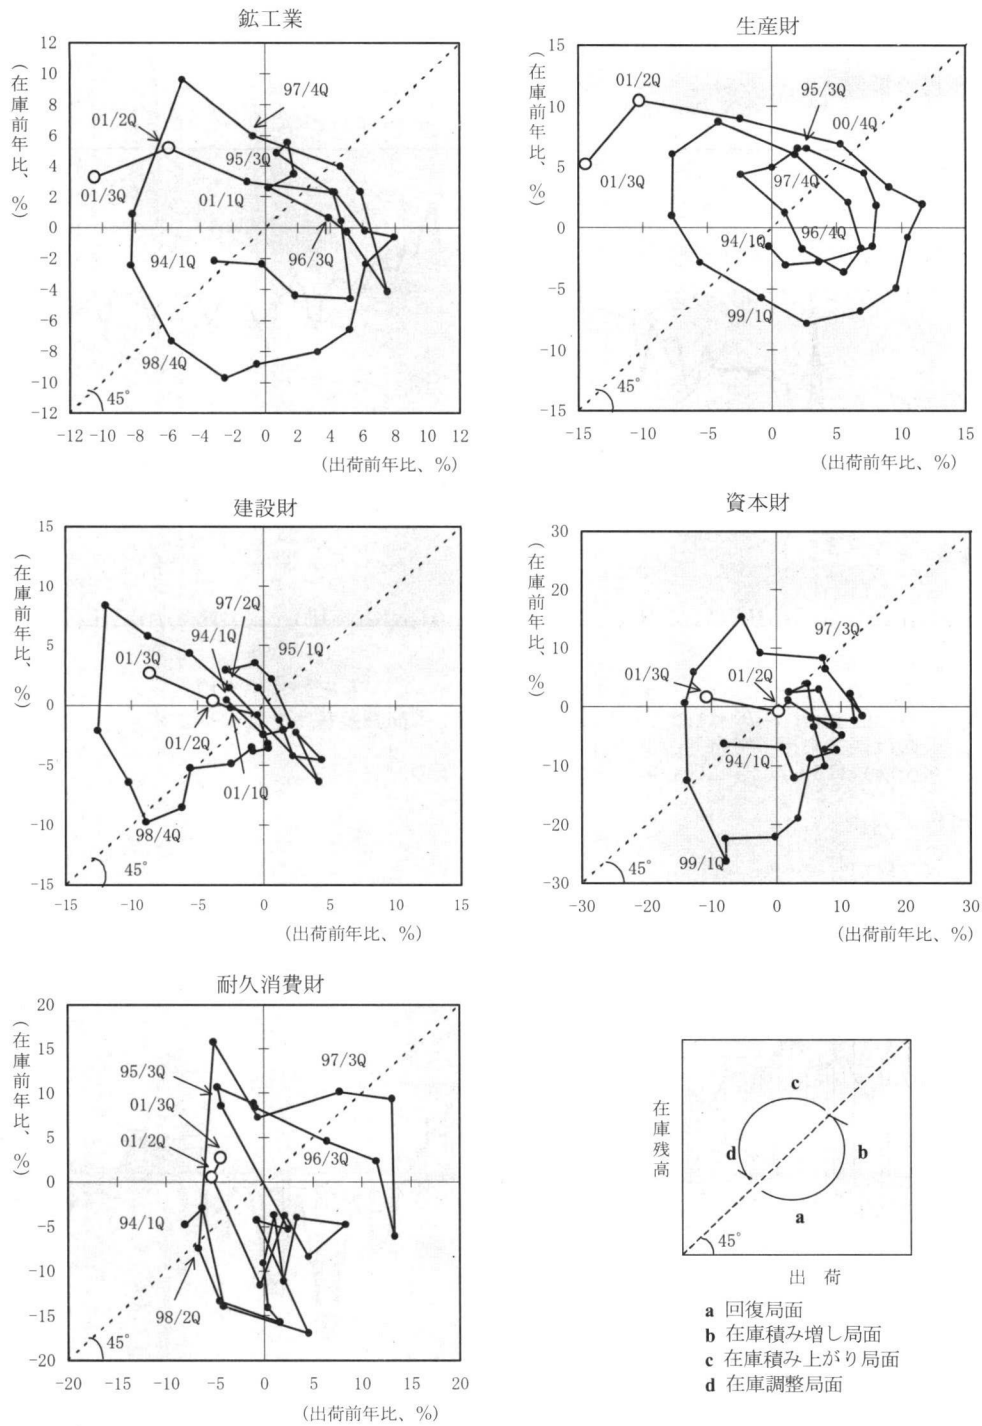 鉱工業
(在庫前年比、%)
12
10
8
6
4
2
0
-2
-4
-6
-8
-10
-12
97/4Q
01/2Q
95/3Q
01/3Q
01/1Q
94/1Q
96/3Q
98/4Q
45°
-12 -10 -6 -2 0 4 6 8 10 12
(出荷前年比、%)
生産財
(在庫前年比、%)
15
10
5
0
-5
-10
-15
01/2Q
95/3Q
00/4Q
01/3Q
97/4Q
94/1Q
96/4Q
99/1Q
45°
-15 -5 0 5 10 15
(出荷前年比、%)
建設財
(在庫前年比、%)
15
10
5
0
-5
-10
-15
97/2Q
94/1Q
95/1Q
01/3Q
01/2Q
01/1Q
98/4Q
45°
-15 -10 -5 0 5 15
(出荷前年比、%)
資本財
(在庫前年比、%)
30
20
10
0
-10
-20
-30
97/3Q
01/3Q
01/2Q
94/1Q
99/1Q
45°
-30 -20 -10 0 10 20 30
(出荷前年比、%)
耐久消費財
(在庫前年比、%)
20
15
10
5
0
-5
-10
-15
-20
97/3Q
95/3Q
01/3Q
01/2Q
96/3Q
94/1Q
98/2Q
45°
-20 -15 -10 -5 0 5 10 15 20
(出荷前年比、%)
在庫残高
c
d
b
a
45°
出 荷
a 回復局面
b 在庫積み増し局面
c 在庫積み上がり局面
d 在庫調整局面